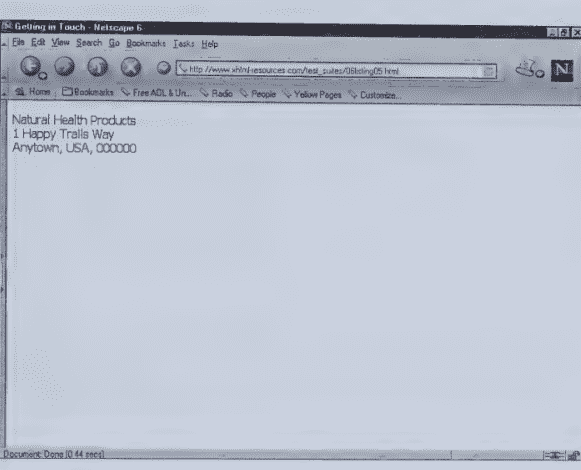 Getting in Touch - Netscape 6
File Edit View Search Go Bookmarks Tasks Help
http://www.xhtml-resources.com/test_suites/06listing05.html
N
Home Bookmarks Free AOL & Un... Radio People Yellow Pages Customize...
Natural Health Products
1 Happy Trails Way
Anytown, USA, 000000
Document: Done (0.44 secs)